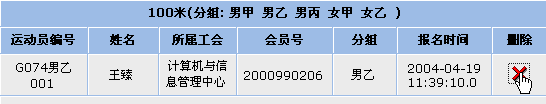 100米(分组: 男甲 男乙 男丙 女甲 女乙 )
运动员编号 姓名 所属工会 会员号 分组 报名时间 删除
G074男乙
001
王臻
计算机与信
息管理中心
2000990206
男乙
2004-04-19
11:39:10.0